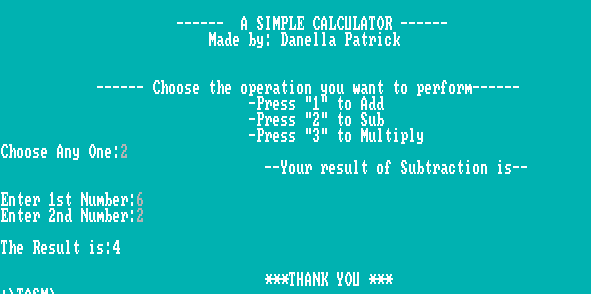 ------ A SIMPLE CALCULATOR ------
Made by: Danella Patrick
------ Choose the operation you want to perform------
-Press "1" to Add
-Press "2" to Sub
-Press "3" to Multiply
Choose Any One:2
--Your result of Subtraction is--
Enter 1st Number:6
Enter 2nd Number:2
The Result is:4
***THANK YOU ***